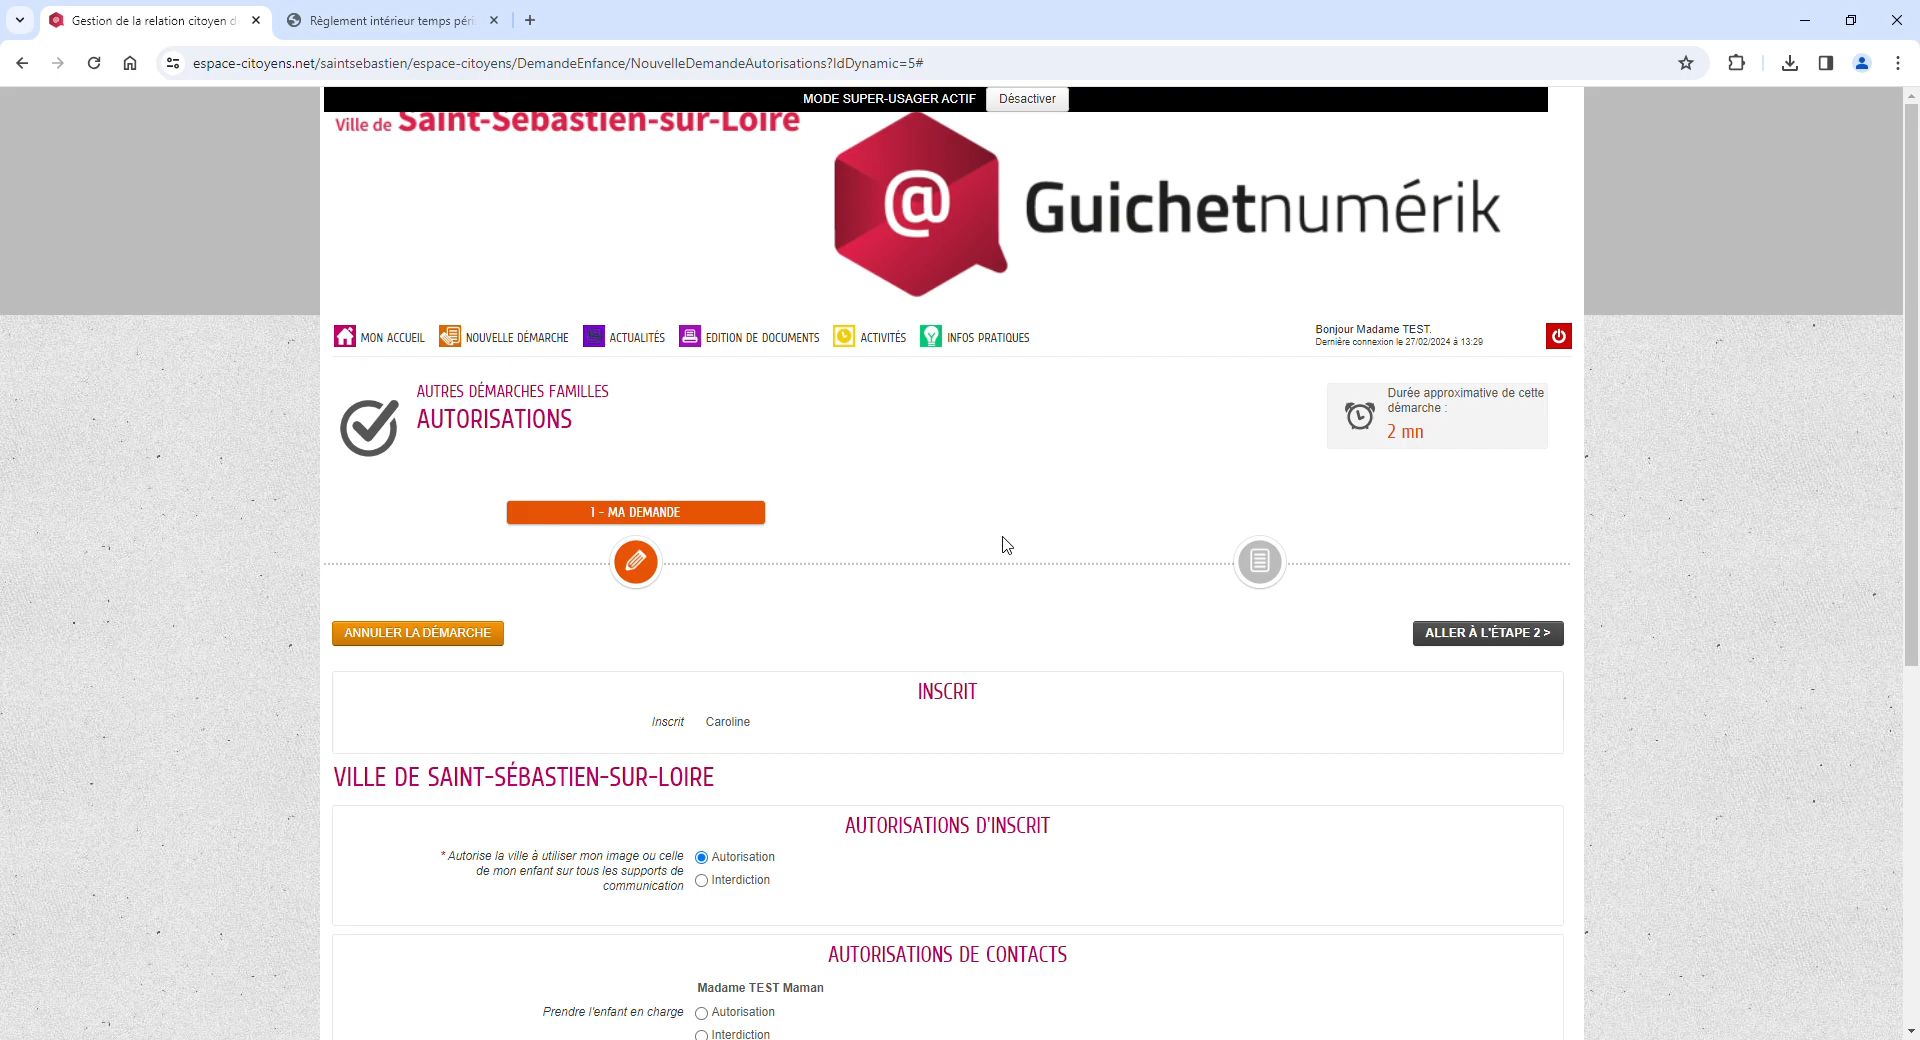 Gestion de la relation citoyen d
Règlement intérieur temps péri
espace-citoyens.net/saintsebastien/espace-citoyens/DemandeEnfance/NouvelleDemandeAutorisations?IdDynamic=5#
MODE SUPER-USAGER ACTIF
Désactiver
Ville de Saint-Sébastien-sur-Loire
@
Guichetnumérik
MON ACCUEIL
NOUVELLE DÉMARCHE
ACTUALITÉS
EDITION DE DOCUMENTS
ACTIVITÉS
INFOS PRATIQUES
Bonjour Madame TEST.
Dernière connexion le 27/02/2024 à 13:29
AUTRES DÉMARCHES FAMILLES
AUTORISATIONS
Durée approximative de cette
démarche :
2 mn
1 - MA DEMANDE
ANNULER LA DÉMARCHE
ALLER À L'ÉTAPE 2 >
INSCRIT
Inscrit Caroline
VILLE DE SAINT-SÉBASTIEN-SUR-LOIRE
AUTORISATIONS D'INSCRIT
* Autorise la ville à utiliser mon image ou celle
de mon enfant sur tous les supports de
communication
Autorisation
Interdiction
AUTORISATIONS DE CONTACTS
Madame TEST Maman
Prendre l'enfant en charge
Autorisation
Interdiction